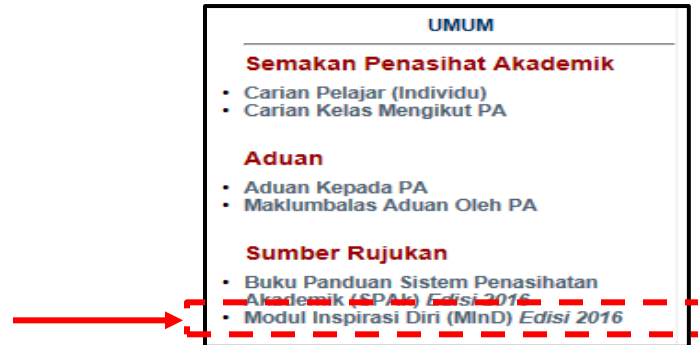 UMUM
Semakan Penasihat Akademik
• Carian Pelajar (Individu)
• Carian Kelas Mengikut PA
Aduan
• Aduan Kepada PA
• Maklumbalas Aduan Oleh PA
Sumber Rujukan
• Buku Panduan Sistem Penasihatan
Akademik (SPAk) Edisi 2016
• Modul Inspirasi Diri (MInD) Edisi 2016